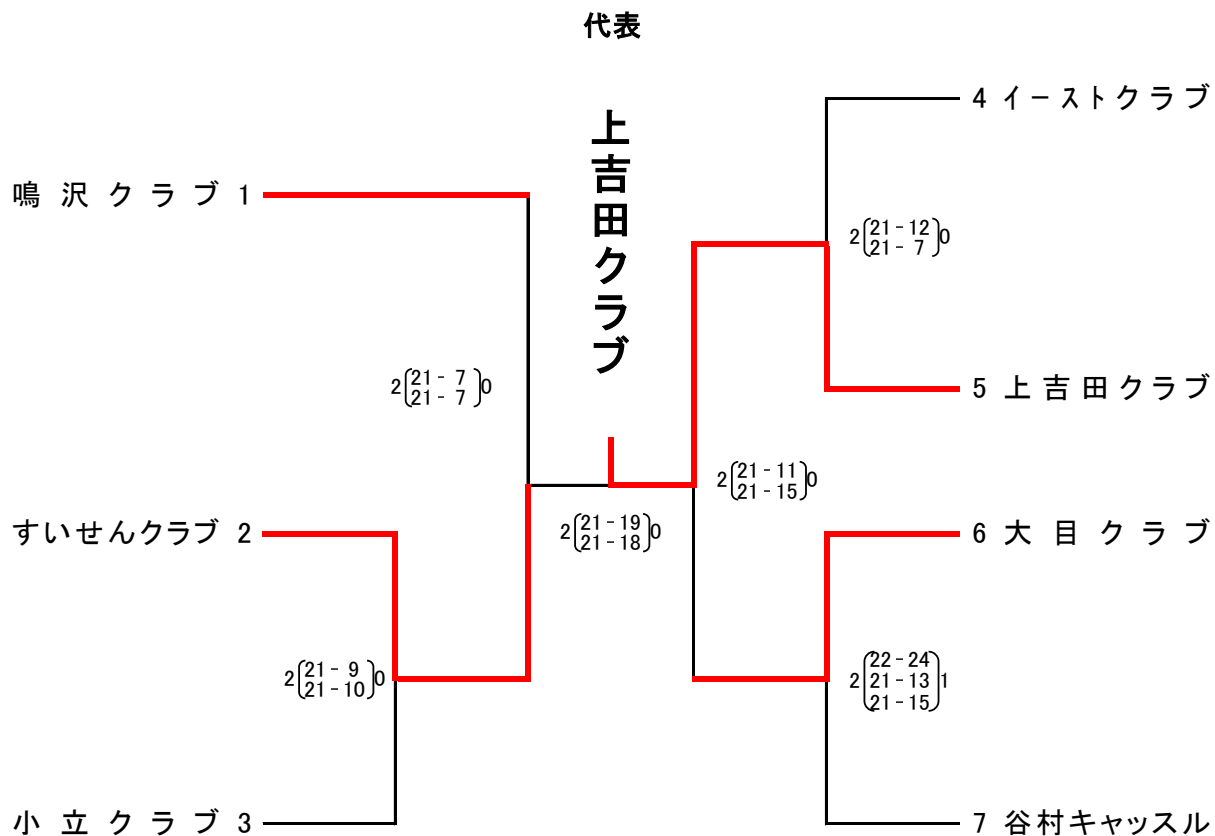 代表
上吉田クラブ
鳴沢クラブ 1
2(21-7 21-7)0
すいせんクラブ 2
2(21-9 21-10)0
小立クラブ 3
2(21-19 21-18)0
4 イーストクラブ
2(21-12 21-7)0
5 上吉田クラブ
2(21-11 21-15)0
6 大目クラブ
2(22-24 21-13 21-15)1
7 谷村キャッスル